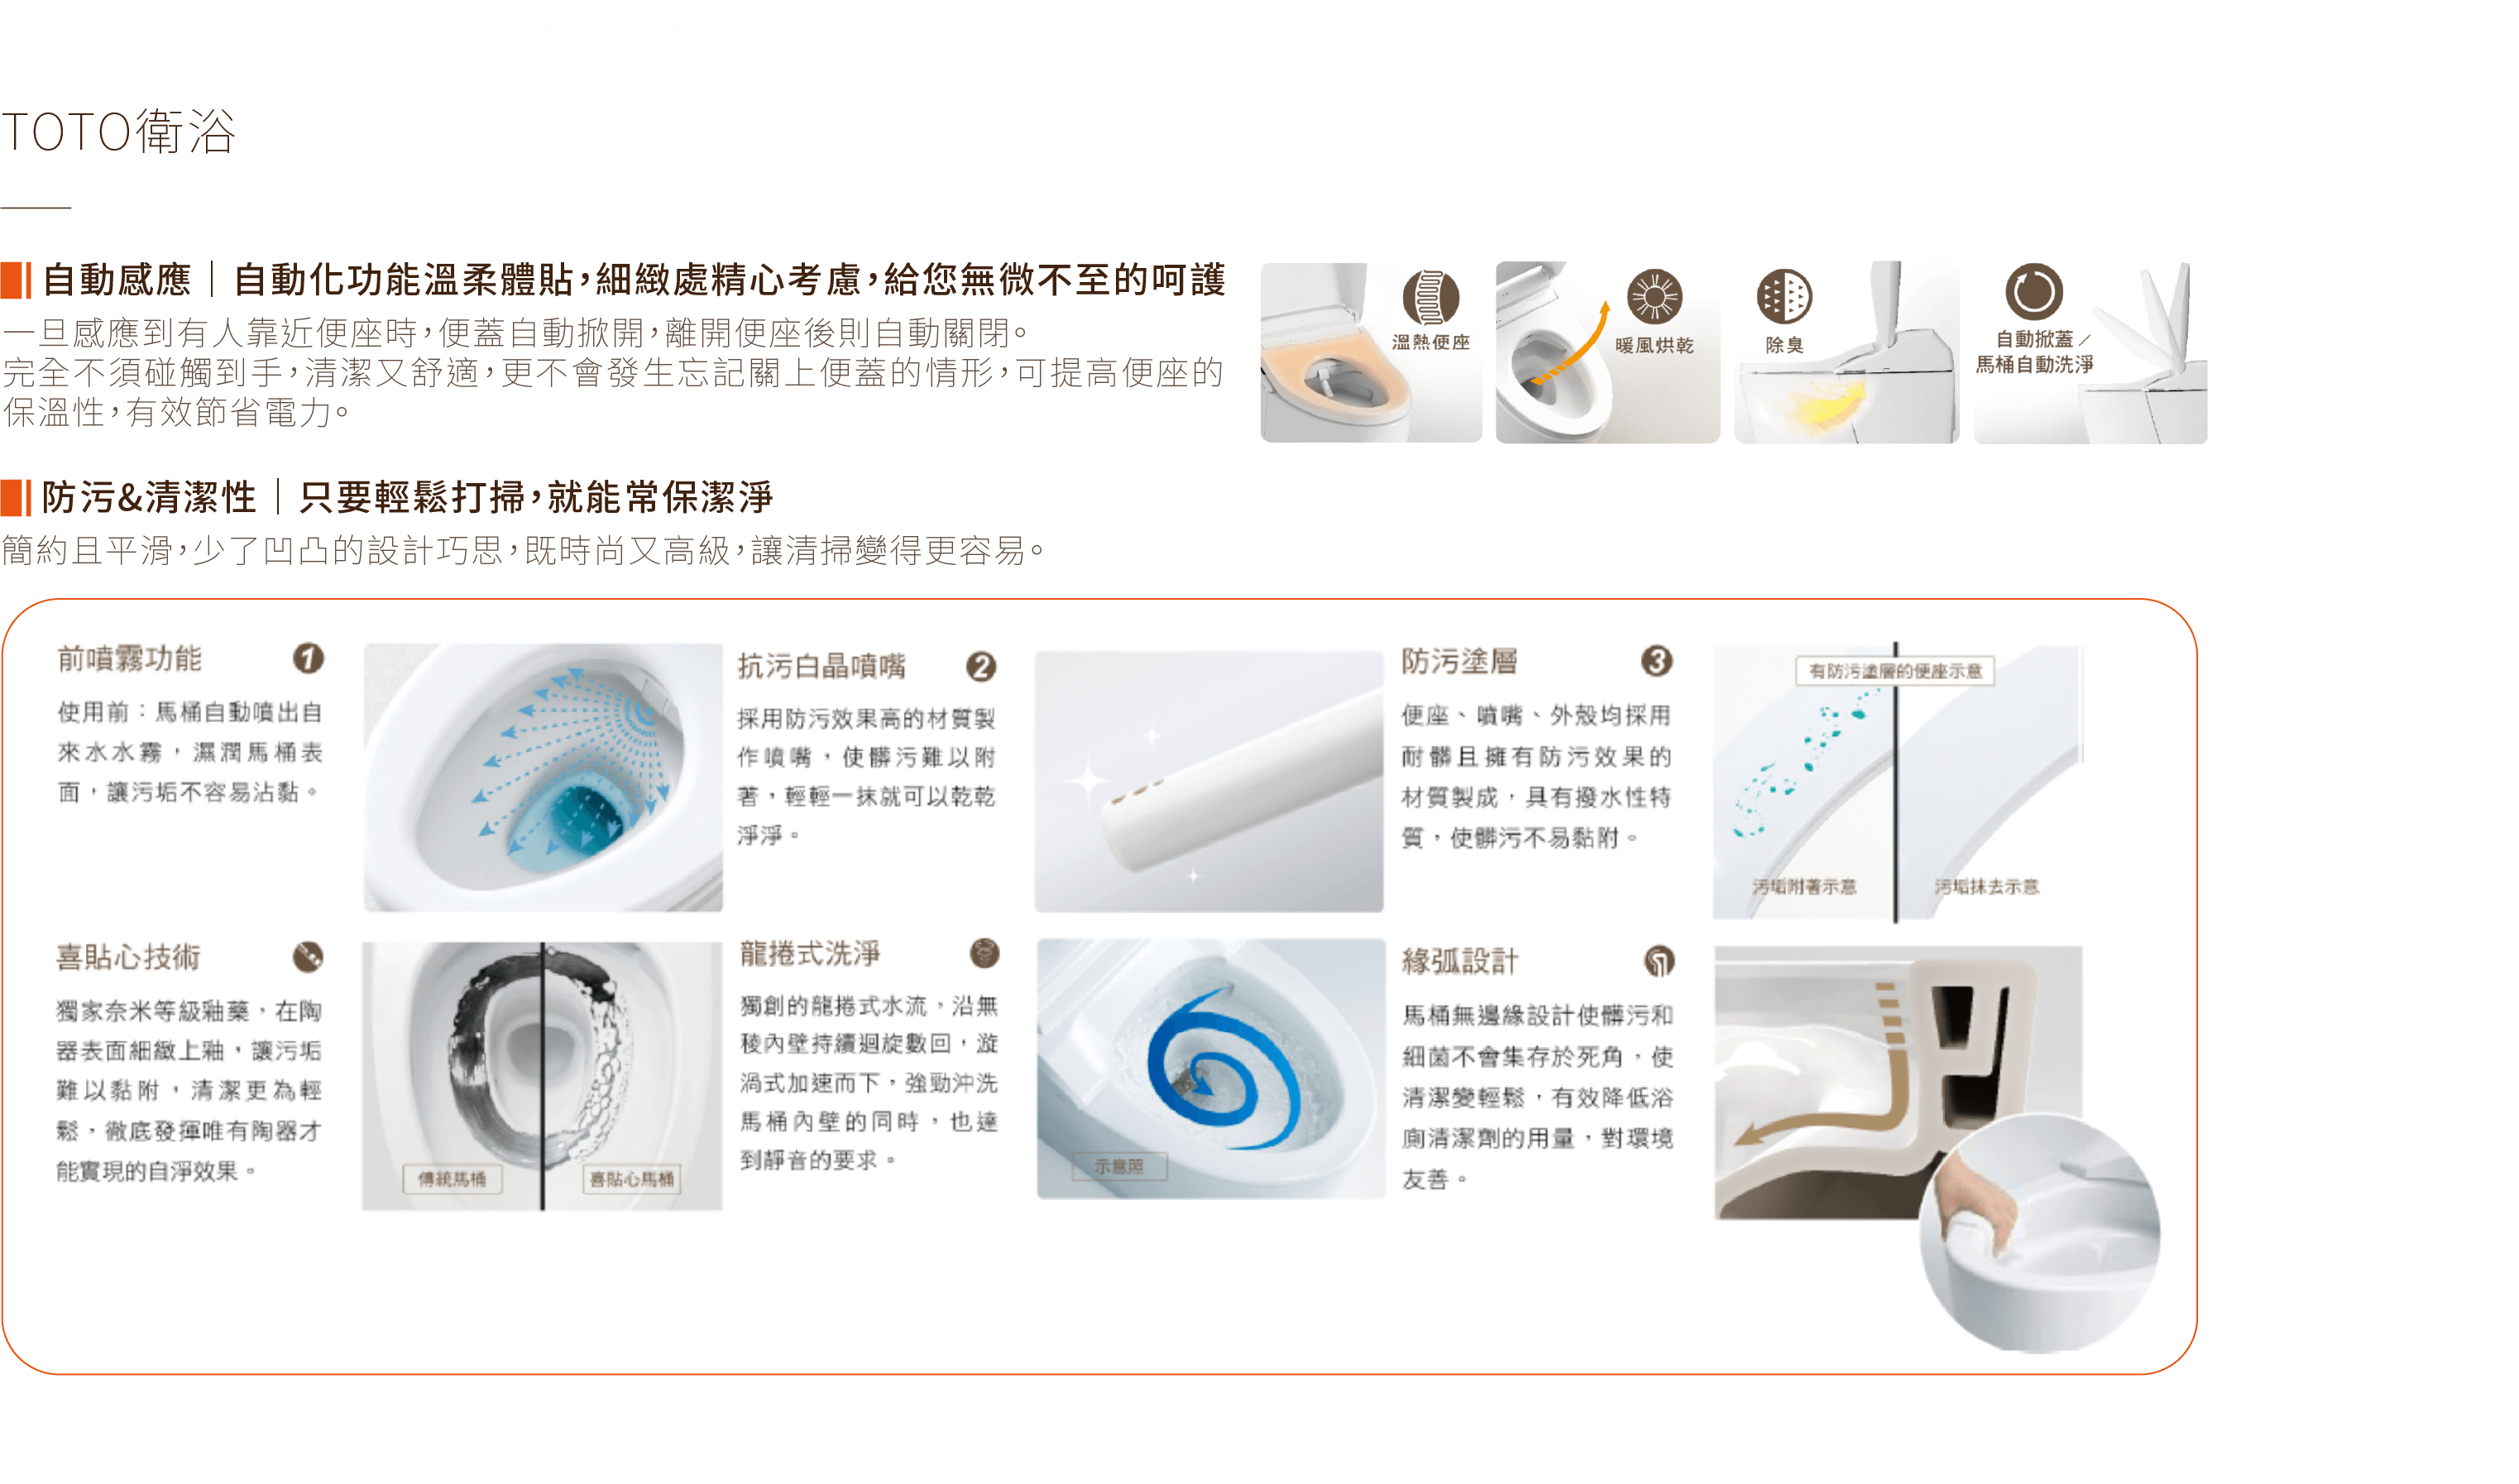 TOTO衛浴
自動感應｜自動化功能溫柔體貼，細緻處精心考慮，給您無微不至的呵護
一旦感應到有人靠近便座時，便蓋自動掀開，離開便座後則自動關閉。
完全不須碰觸到手，清潔又舒適，更不會發生忘記關上便蓋的情形，可提高便座的
保溫性，有效節省電力。
溫熱便座
暖風烘乾
除臭
自動掀蓋／
馬桶自動洗淨
防污&清潔性｜只要輕鬆打掃，就能常保潔淨
簡約且平滑，少了凹凸的設計巧思，既時尚又高級，讓清掃變得更容易。
前噴霧功能 1
使用前：馬桶自動噴出自
來水水霧，濕潤馬桶表
面，讓污垢不容易沾黏。
抗污白晶噴嘴 2
採用防污效果高的材質製
作噴嘴，使髒污難以附
著，輕輕一抹就可以乾乾
淨淨。
防污塗層 3
便座、噴嘴、外殼均採用
耐髒且擁有防污效果的
材質製成，具有撥水性特
質，使髒污不易黏附。
有防污塗層的便座示意
污垢附著示意
污垢抹去示意
喜貼心技術
獨家奈米等級釉藥，在陶
器表面細緻上釉，讓污垢
難以黏附，清潔更為輕
鬆，徹底發揮唯有陶器才
能實現的自淨效果。
傳統馬桶
喜貼心馬桶
龍捲式洗淨
獨創的龍捲式水流，沿無
稜內壁持續迴旋數回，漩
渦式加速而下，強勁沖洗
馬桶內壁的同時，也達
到靜音的要求。
示意照
緣弧設計
馬桶無邊緣設計使髒污和
細菌不會集存於死角，使
清潔變輕鬆，有效降低浴
廁清潔劑的用量，對環境
友善。